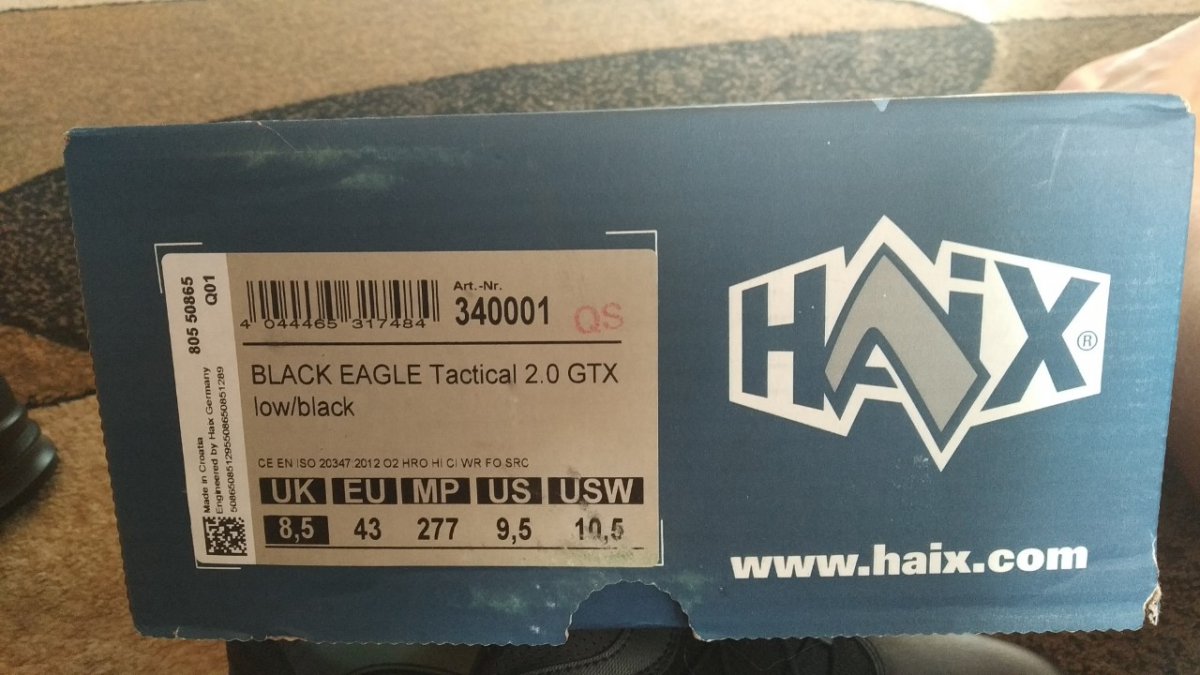 805 50865
Q01
Made in Croatia
Engineered by Haix Germany
508650851295508650851289
4 044465 317484
Art.-Nr.
340001
QS
BLACK EAGLE Tactical 2.0 GTX
low/black
CE EN ISO 20347:2012 O2 HRO HI CI WR FO SRC
UK EU MP US USW
8,5 43 277 9,5 10,5
HAiX®
www.haix.com